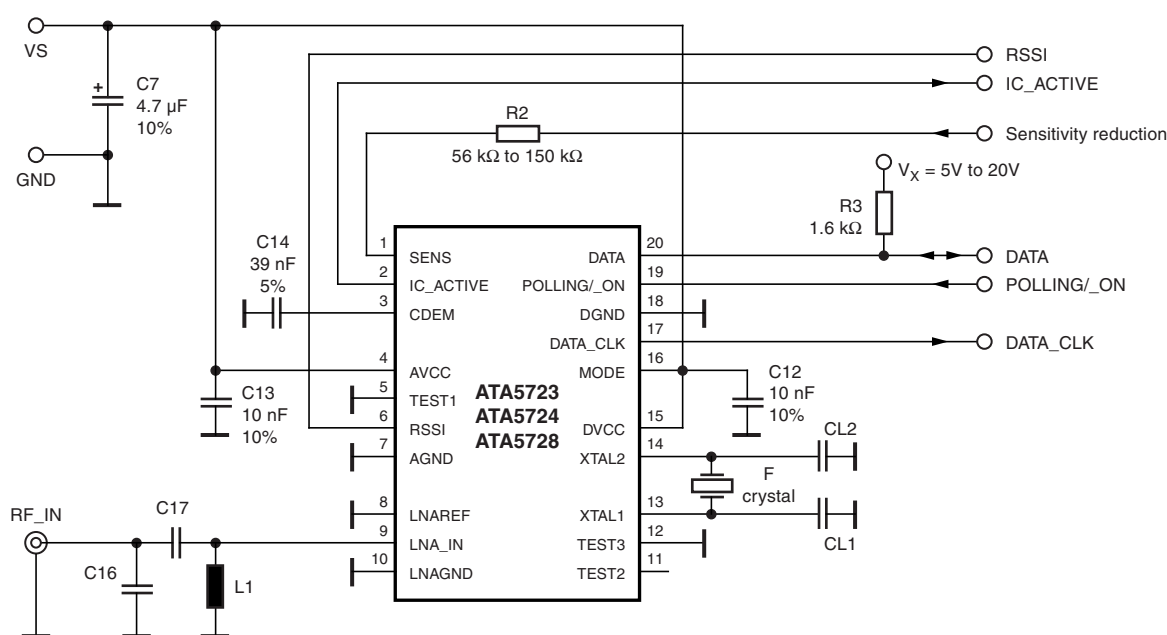 VS
C7
4.7 µF
10%
GND
RSSI
IC_ACTIVE
R2
56 kΩ to 150 kΩ
Sensitivity reduction
VX = 5V to 20V
R3
1.6 kΩ
C14
39 nF
5%
1 SENS
2 IC_ACTIVE
3 CDEM
4 AVCC
5 TEST1
6 RSSI
7 AGND
8 LNAREF
9 LNA_IN
10 LNAGND
ATA5723
ATA5724
ATA5728
DATA 20
POLLING/_ON 19
DGND 18
DATA_CLK 17
MODE 16
DVCC 15
XTAL2 14
XTAL1 13
TEST3 12
TEST2 11
DATA
POLLING/_ON
DATA_CLK
C13
10 nF
10%
C12
10 nF
10%
CL2
F
crystal
CL1
RF_IN
C17
C16
L1